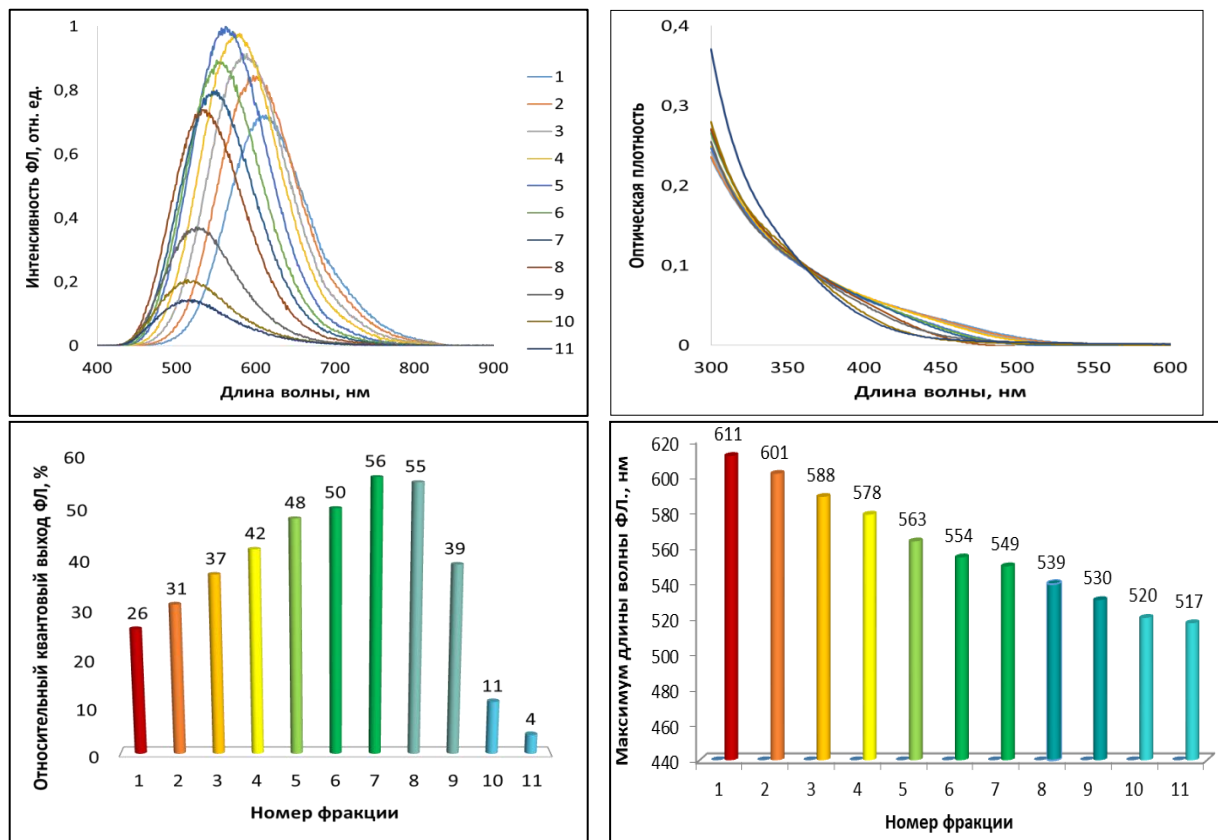 Интенсивность ФЛ, отн. ед.
1
0,8
0,6
0,4
0,2
0
400 500 600 700 800 900
Длина волны, нм
1
2
3
4
5
6
7
8
9
10
11
Оптическая плотность
0,4
0,3
0,2
0,1
0
300 350 400 450 500 550 600
Длина волны, нм
Относительный квантовый выход ФЛ, %
60
50
40
30
20
10
0
26 31 37 42 48 50 56 55 39 11 4
1 2 3 4 5 6 7 8 9 10 11
Номер фракции
Максимум длины волны ФЛ., нм
620
600
580
560
540
520
500
480
460
440
611 601 588 578 563 554 549 539 530 520 517
1 2 3 4 5 6 7 8 9 10 11
Номер фракции